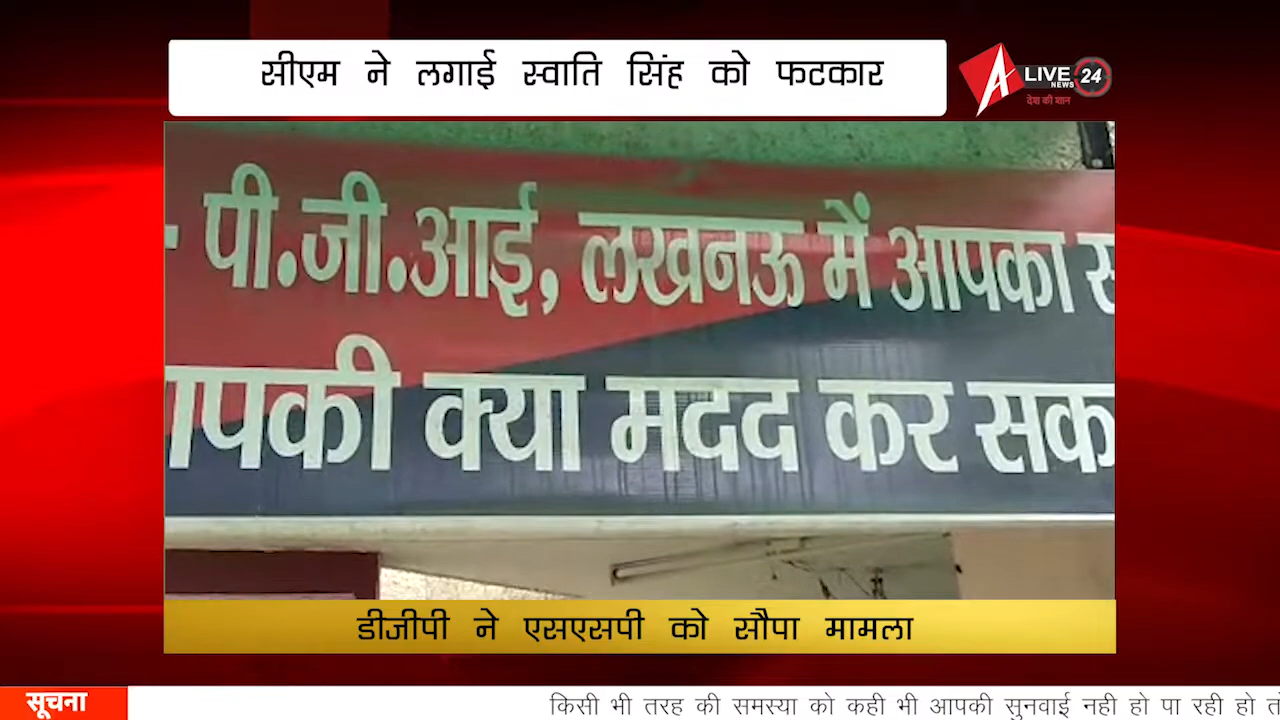 सीएम ने लगाई स्वाति सिंह को फटकार
A LIVE 24
NEWS
देश की शान
पी.जी.आई, लखनऊ में आपका
पकी क्या मदद कर सक
डीजीपी ने एसएसपी को सौपा मामला
सूचना
किसी भी तरह की समस्या को कही भी आपकी सुनवाई नही हो पा रही हो तो